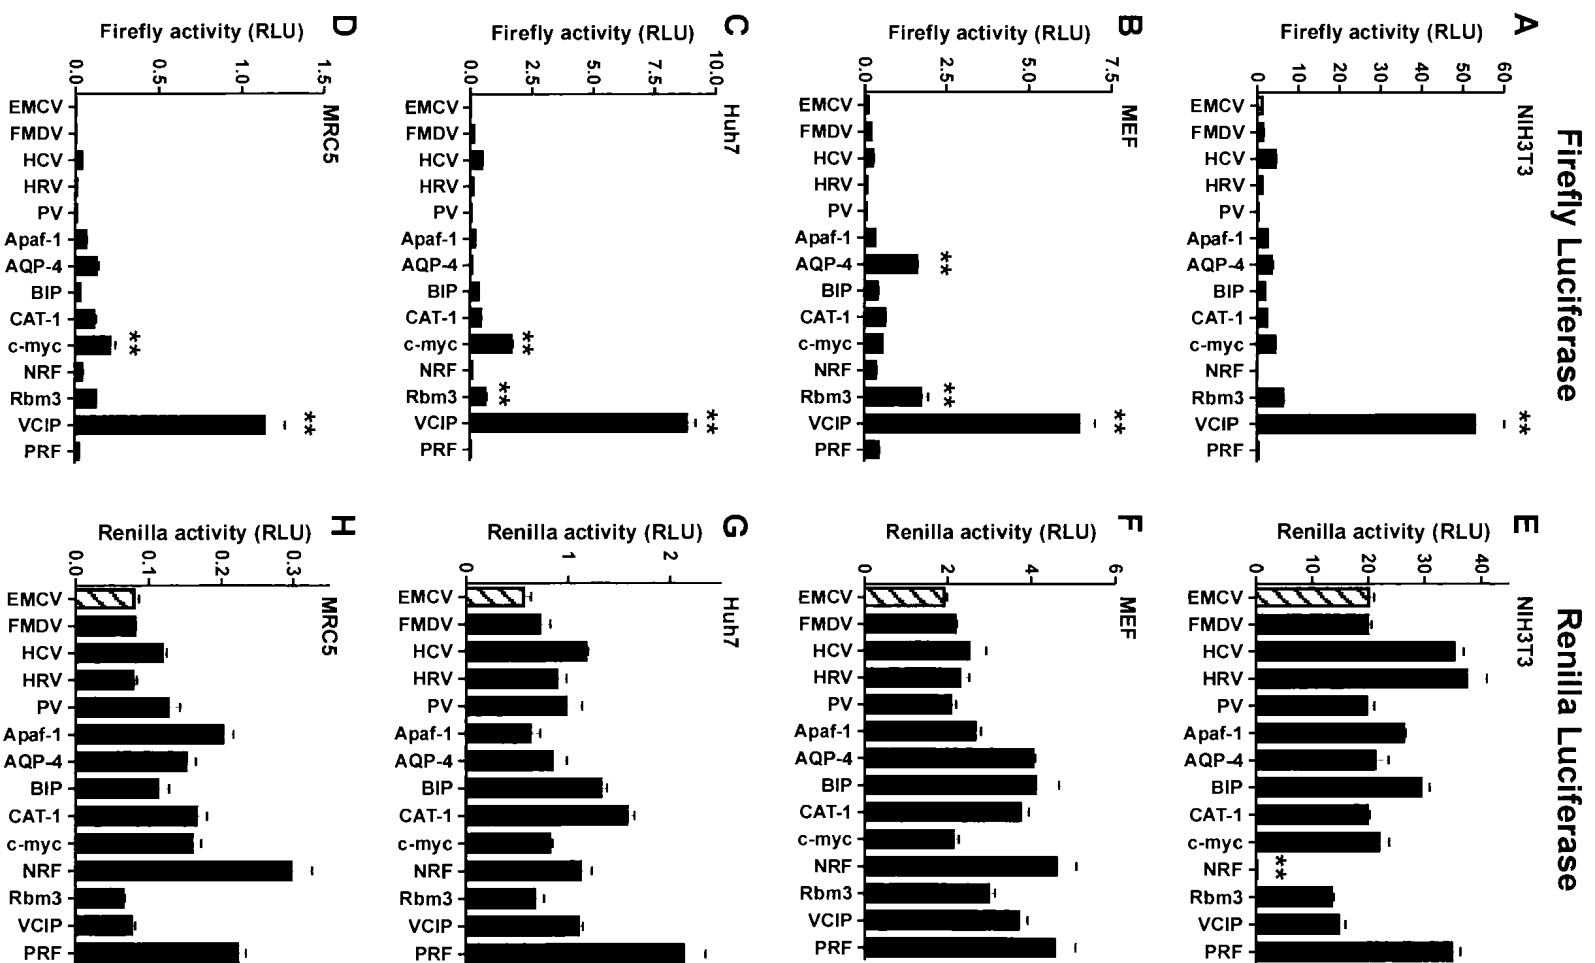 Firefly Luciferase
A
NIH3T3
Firefly activity (RLU)
0 10 20 30 40 50 60
EMCV
FMDV
HCV
HRV
PV
Apaf-1
AQP-4
BIP
CAT-1
c-myc
NRF
Rbm3
VCIP **
PRF
B
MEF
Firefly activity (RLU)
0.0 2.5 5.0 7.5
EMCV
FMDV
HCV
HRV
PV
Apaf-1
AQP-4 **
BIP
CAT-1
c-myc
NRF
Rbm3 **
VCIP **
PRF
C
Huh7
Firefly activity (RLU)
0.0 2.5 5.0 7.5 10.0
EMCV
FMDV
HCV
HRV
PV
Apaf-1
AQP-4
BIP
CAT-1
c-myc **
NRF
Rbm3 **
VCIP **
PRF
D
MRC5
Firefly activity (RLU)
0.0 0.5 1.0 1.5
EMCV
FMDV
HCV
HRV
PV
Apaf-1
AQP-4
BIP
CAT-1
c-myc **
NRF
Rbm3
VCIP **
PRF
Renilla Luciferase
E
NIH3T3
Renilla activity (RLU)
0 10 20 30 40
EMCV
FMDV
HCV
HRV
PV
Apaf-1
AQP-4
BIP
CAT-1
c-myc
NRF **
Rbm3
VCIP
PRF
F
MEF
Renilla activity (RLU)
0 2 4 6
EMCV
FMDV
HCV
HRV
PV
Apaf-1
AQP-4
BIP
CAT-1
c-myc
NRF
Rbm3
VCIP
PRF
G
Huh7
Renilla activity (RLU)
0 1 2
EMCV
FMDV
HCV
HRV
PV
Apaf-1
AQP-4
BIP
CAT-1
c-myc
NRF
Rbm3
VCIP
PRF
H
MRC5
Renilla activity (RLU)
0.0 0.1 0.2 0.3
EMCV
FMDV
HCV
HRV
PV
Apaf-1
AQP-4
BIP
CAT-1
c-myc
NRF
Rbm3
VCIP
PRF